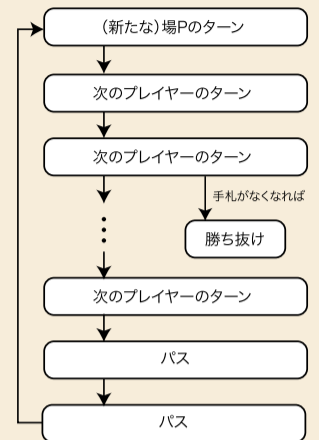 （新たな）場Pのターン
次のプレイヤーのターン
次のプレイヤーのターン
手札がなくなれば
勝ち抜け
次のプレイヤーのターン
パス
パス